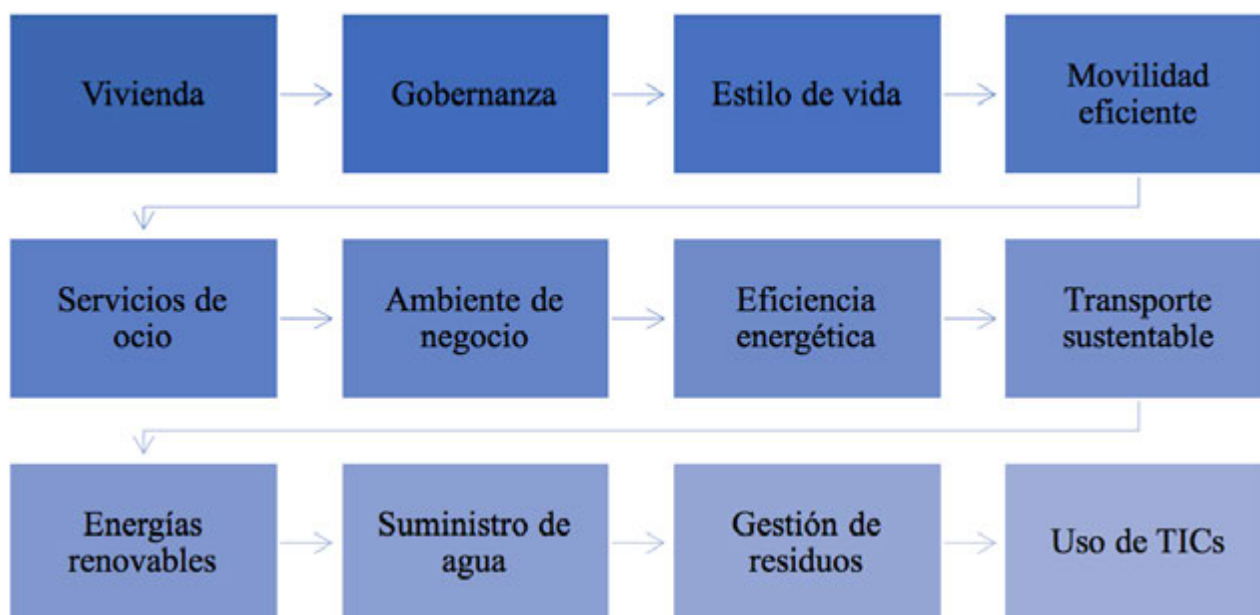 Vivienda
Gobernanza
Estilo de vida
Movilidad
eficiente
Servicios de
ocio
Ambiente de
negocio
Eficiencia
energética
Transporte
sustentable
Energías
renovables
Suministro de
agua
Gestión de
residuos
Uso de TICs